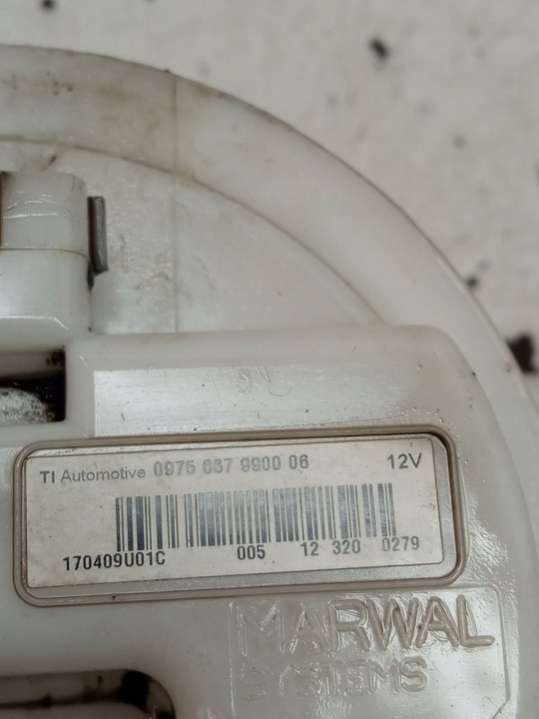 TI Automotive 0975 637 9900 06 12V
170409U01C 005 12 320 0279
MARWAL
SYSTEMS